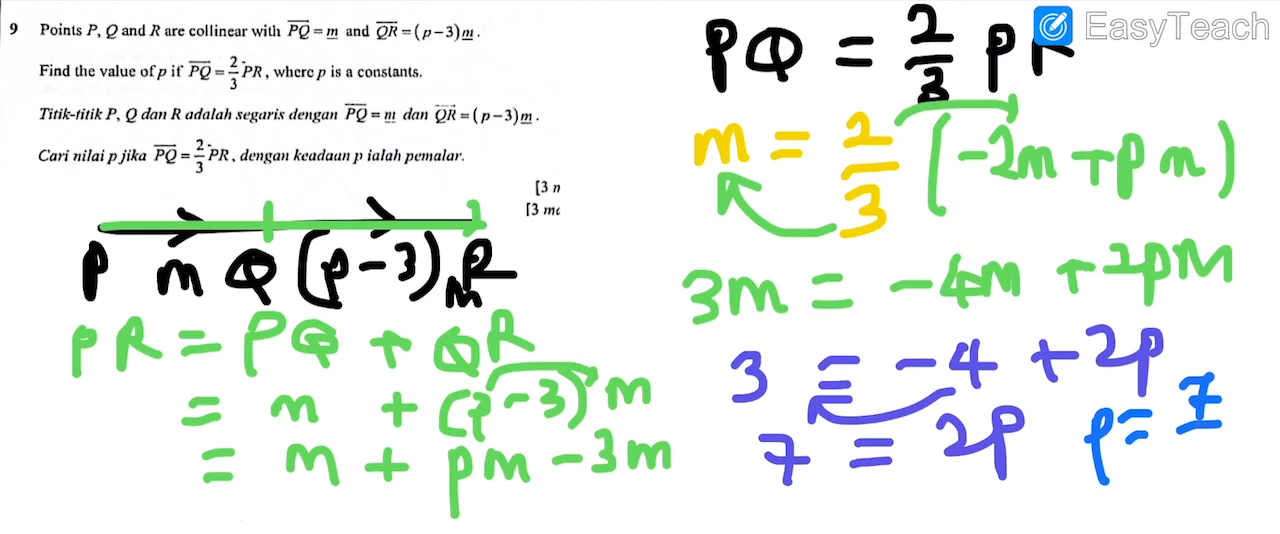 9 Points P, Q and R are collinear with PQ = m and QR = (p-3)m.
Find the value of p if PQ = 2/3 PR, where p is a constants.
Titik-titik P, Q dan R adalah segaris dengan PQ = m dan QR = (p-3)m.
Cari nilai p jika PQ = 2/3 PR, dengan keadaan p ialah pemalar.
[3 m
[3 ma
P m Q (p-3)m R
PR = PQ + QR
= m + (p-3)m
= m + pm - 3m
EasyTeach
PQ = 2/3 PR
m = 2/3 (-2m + pm)
3m = -4m + 2pm
3 = -4 + 2p
7 = 2p
p = 7